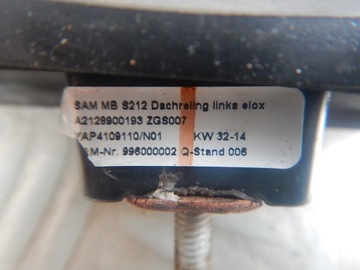 SAM MB S212 Dachreling links elox
A2128900193 ZGS007
YAP4109110/N01 KW 32-14
996000002 Q-Stand 006